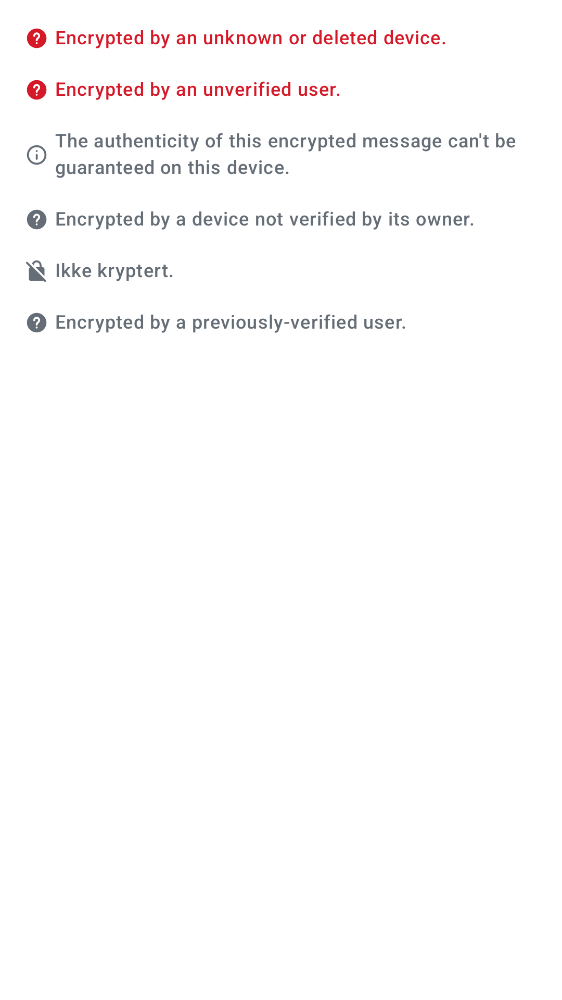 Encrypted by an unknown or deleted device.
Encrypted by an unverified user.
The authenticity of this encrypted message can't be
guaranteed on this device.
Encrypted by a device not verified by its owner.
Ikke kryptert.
Encrypted by a previously-verified user.